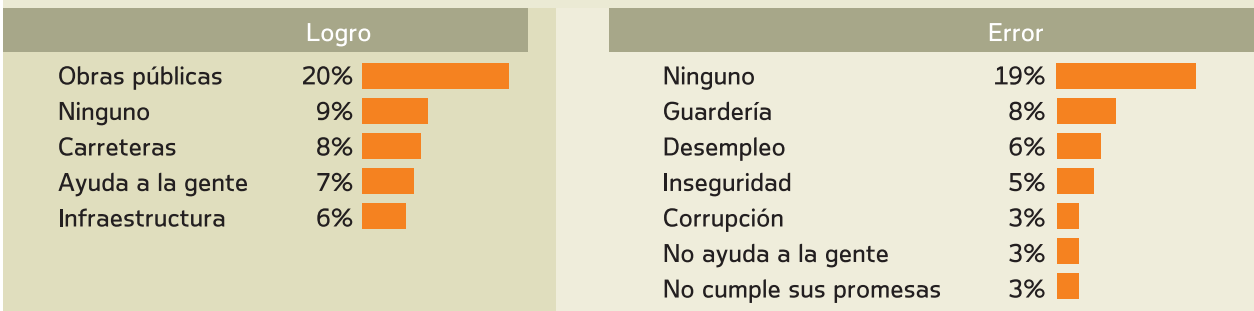 Logro
Obras públicas 20%
Ninguno 9%
Carreteras 8%
Ayuda a la gente 7%
Infraestructura 6%
Error
Ninguno 19%
Guardería 8%
Desempleo 6%
Inseguridad 5%
Corrupción 3%
No ayuda a la gente 3%
No cumple sus promesas 3%